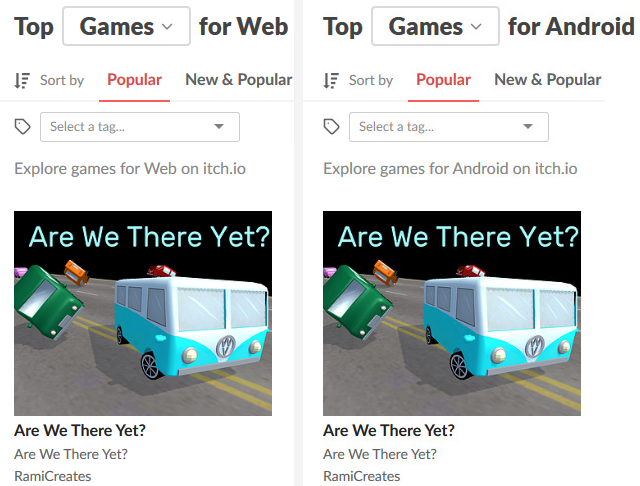 Top Games for Web
Sort by Popular New & Popular
Select a tag...
Explore games for Web on itch.io
Are We There Yet?
Are We There Yet?
Are We There Yet?
RamiCreates
Top Games for Android
Sort by Popular New & Popular
Select a tag...
Explore games for Android on itch.io
Are We There Yet?
Are We There Yet?
Are We There Yet?
RamiCreates